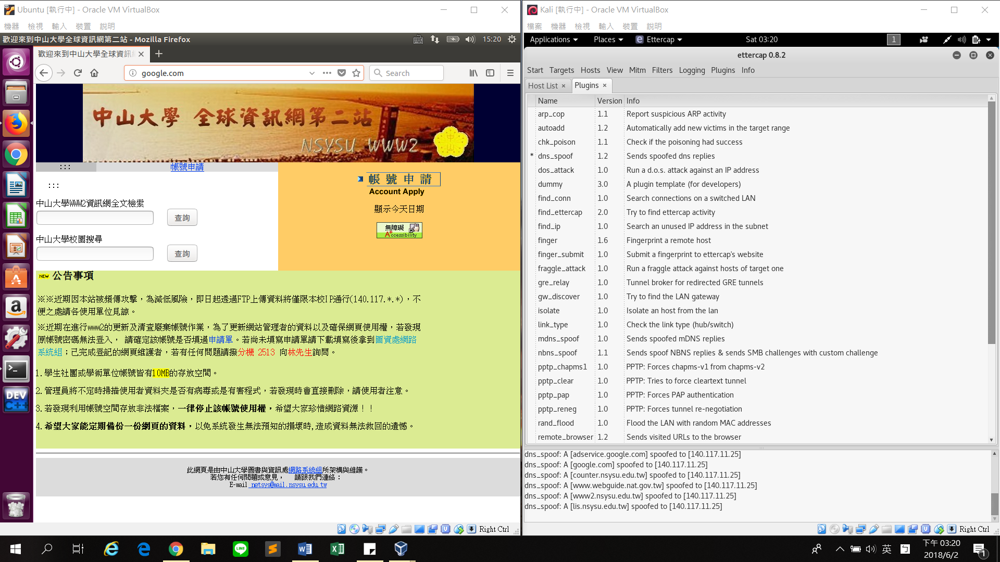 Ubuntu [執行中] - Oracle VM VirtualBox
機器 檢視 輸入 裝置 說明
歡迎來到中山大學全球資訊網第二站 - Mozilla Firefox
15:20
歡迎來到中山大學全球資訊
google.com
Search
中山大學 全球資訊網第二站
NSYSU WWW2
:::
帳號申請
:::
中山大學WWW2資訊網全文檢索
查詢
中山大學校園搜尋
查詢
帳號申請
Account Apply
顯示今天日期
無障礙
A+ccessibility
NEW 公告事項
※※近期因本站被頻傳攻擊，為減低風險，即日起透過FTP上傳資料將僅限本校IP通行(140.117.*.*)，不
便之處請各使用單位見諒。
※近期在進行www2的更新及清查廢棄帳號作業，為了更新網站管理者的資料以及確保網頁使用權，若發現
原帳號密碼無法登入， 請確定該帳號是否填過申請單。若尚未填寫申請單請下載填寫後拿到圖資處網路
系統組；已完成登記的網頁維護者，若有任何問題請撥分機 2513 向林先生詢問。
1.學生社團或學術單位帳號皆有10MB的存放空間。
2.管理員將不定時掃描使用者資料夾是否有病毒或是有害程式，若發現時會直接刪除，請使用者注意。
3.若發現利用帳號空間存放非法檔案，一律停止該帳號使用權，希望大家珍惜網路資源！！
4.希望大家能定期備份一份網頁的資料，以免系統發生無法預知的損壞時,造成資料無法救回的遺憾。
此網頁是由中山大學圖書與資訊處網路系統組所架構與維護。
若您有任何問題或意見， 請跟我們連絡：
E-mail netsys@mail.nsysu.edu.tw
DEV C++
Right Ctrl
Kali [執行中] - Oracle VM VirtualBox
檔案 機器 檢視 輸入 裝置 說明
Applications Places Ettercap Sat 03:20 1
ettercap 0.8.2
Start Targets Hosts View Mitm Filters Logging Plugins Info
Host List × Plugins ×
Name Version Info
arp_cop 1.1 Report suspicious ARP activity
autoadd 1.2 Automatically add new victims in the target range
chk_poison 1.1 Check if the poisoning had success
* dns_spoof 1.2 Sends spoofed dns replies
dos_attack 1.0 Run a d.o.s. attack against an IP address
dummy 3.0 A plugin template (for developers)
find_conn 1.0 Search connections on a switched LAN
find_ettercap 2.0 Try to find ettercap activity
find_ip 1.0 Search an unused IP address in the subnet
finger 1.6 Fingerprint a remote host
finger_submit 1.0 Submit a fingerprint to ettercap's website
fraggle_attack 1.0 Run a fraggle attack against hosts of target one
gre_relay 1.0 Tunnel broker for redirected GRE tunnels
gw_discover 1.0 Try to find the LAN gateway
isolate 1.0 Isolate an host from the lan
link_type 1.0 Check the link type (hub/switch)
mdns_spoof 1.0 Sends spoofed mDNS replies
nbns_spoof 1.1 Sends spoof NBNS replies & sends SMB challenges with custom challenge
pptp_chapms1 1.0 PPTP: Forces chapms-v1 from chapms-v2
pptp_clear 1.0 PPTP: Tries to force cleartext tunnel
pptp_pap 1.0 PPTP: Forces PAP authentication
pptp_reneg 1.0 PPTP: Forces tunnel re-negotiation
rand_flood 1.0 Flood the LAN with random MAC addresses
remote_browser 1.2 Sends visited URLs to the browser
dns_spoof: A [adservice.google.com] spoofed to [140.117.11.25]
dns_spoof: A [google.com] spoofed to [140.117.11.25]
dns_spoof: A [counter.nsysu.edu.tw] spoofed to [140.117.11.25]
dns_spoof: A [www.webguide.nat.gov.tw] spoofed to [140.117.11.25]
dns_spoof: A [www2.nsysu.edu.tw] spoofed to [140.117.11.25]
dns_spoof: A [lis.nsysu.edu.tw] spoofed to [140.117.11.25]
Right Ctrl
LINE
英
下午 03:20
2018/6/2
1